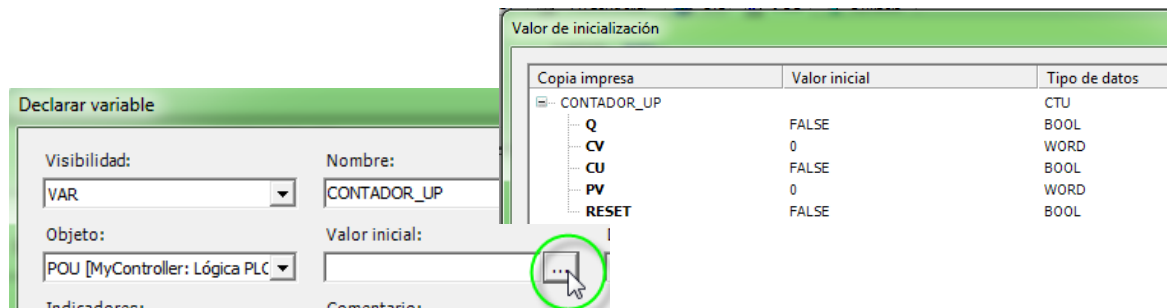 Valor de inicialización
Copia impresa Valor inicial Tipo de datos
CONTADOR_UP CTU
Q FALSE BOOL
CV 0 WORD
CU FALSE BOOL
PV 0 WORD
RESET FALSE BOOL
Declarar variable
Visibilidad: Nombre:
VAR CONTADOR_UP
Objeto: Valor inicial:
POU [MyController: Lógica PLC ...
Indicadores: Comentario: